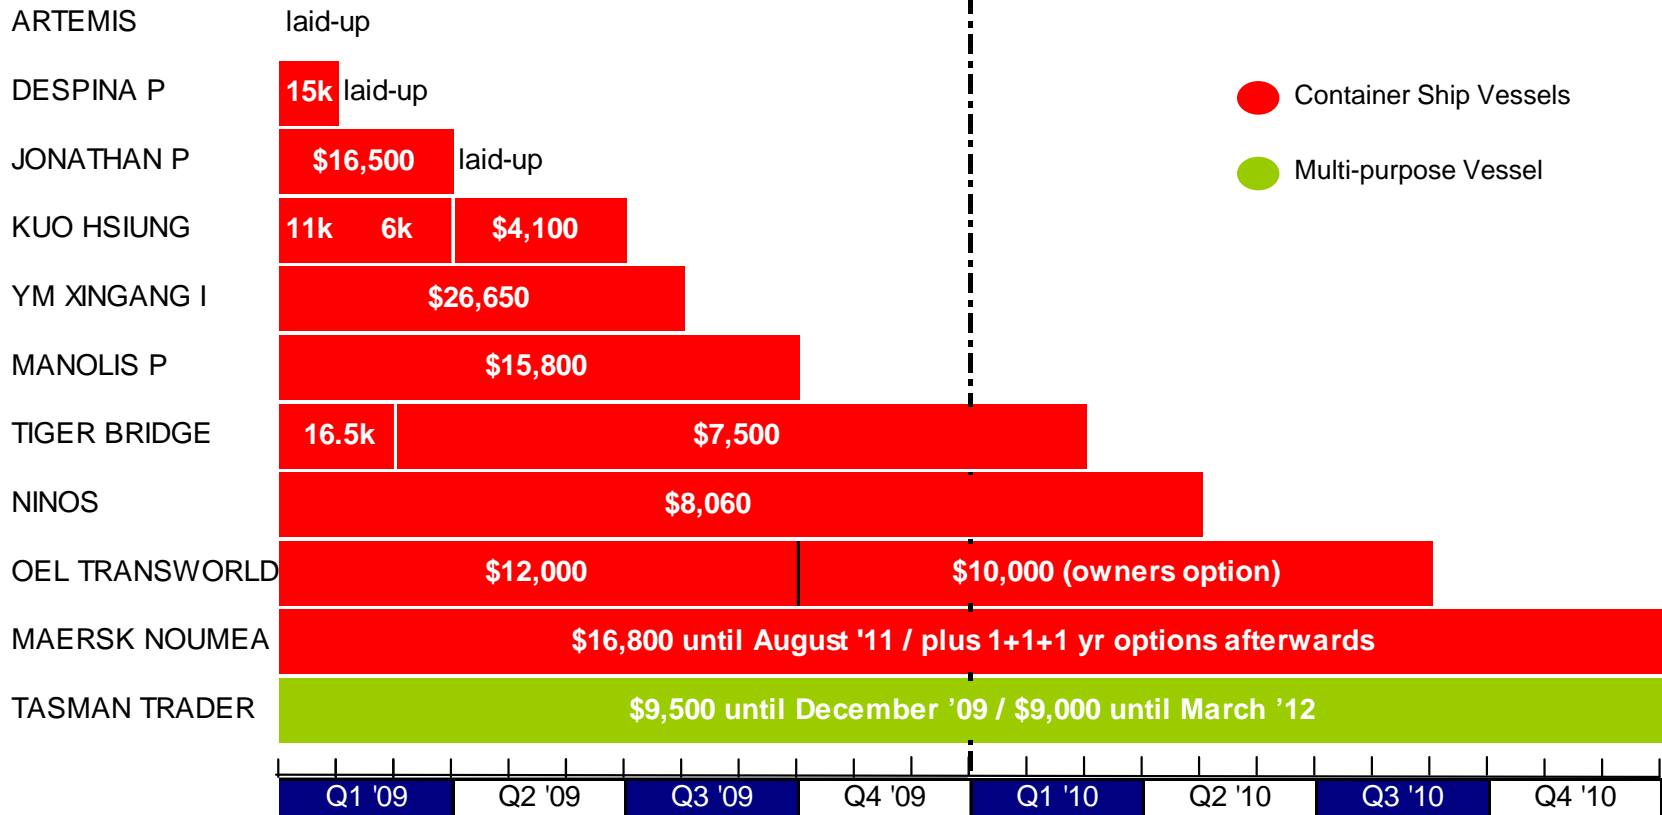 ARTEMIS laid-up
DESPINA P 15k laid-up
Container Ship Vessels
JONATHAN P $16,500 laid-up
Multi-purpose Vessel
KUO HSIUNG 11k 6k $4,100
YM XINGANG I $26,650
MANOLIS P $15,800
TIGER BRIDGE 16.5k $7,500
NINOS $8,060
OEL TRANSWORLD $12,000 $10,000 (owners option)
MAERSK NOUMEA $16,800 until August '11 / plus 1+1+1 yr options afterwards
TASMAN TRADER $9,500 until December ’09 / $9,000 until March ’12
Q1 '09 Q2 '09 Q3 '09 Q4 '09 Q1 '10 Q2 '10 Q3 '10 Q4 '10